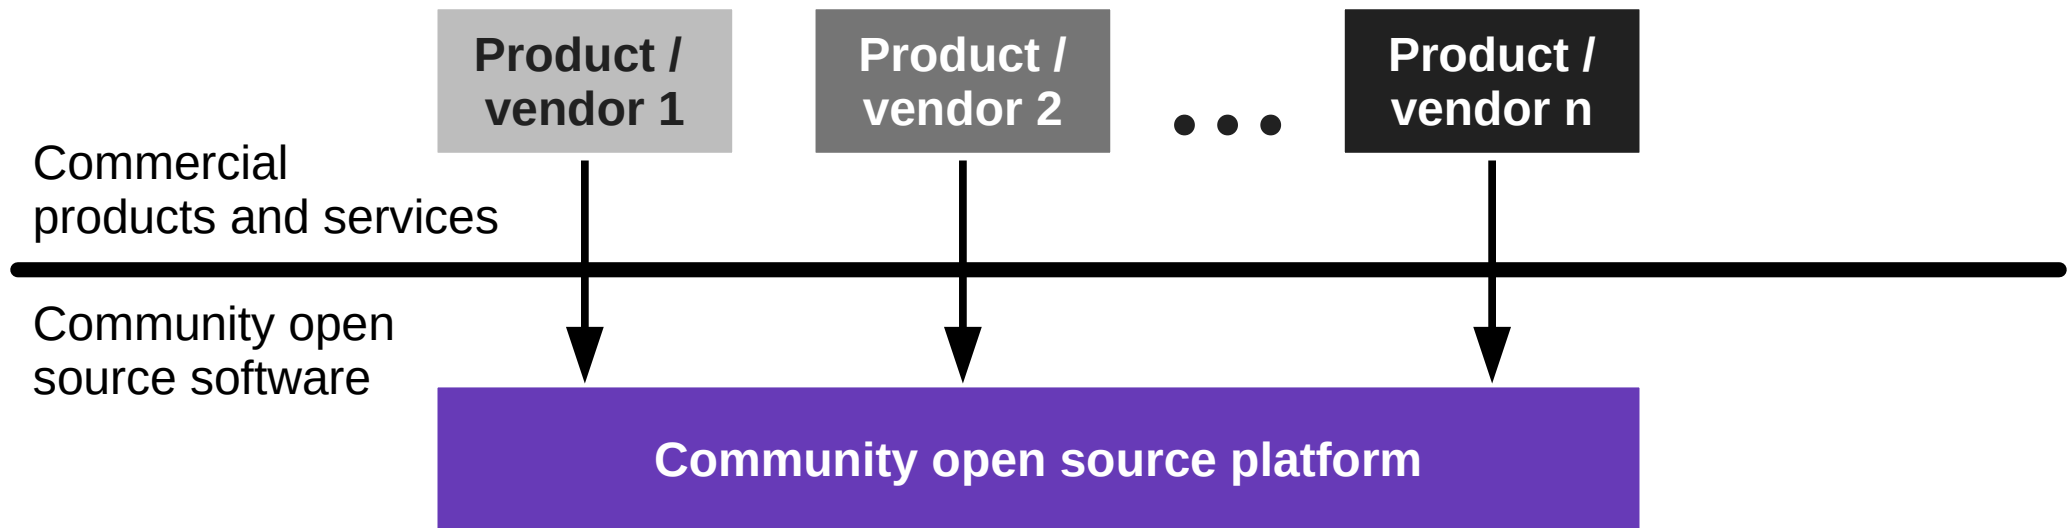 Product /
vendor 1
Product /
vendor 2
Product /
vendor n
Commercial
products and services
Community open
source software
Community open source platform